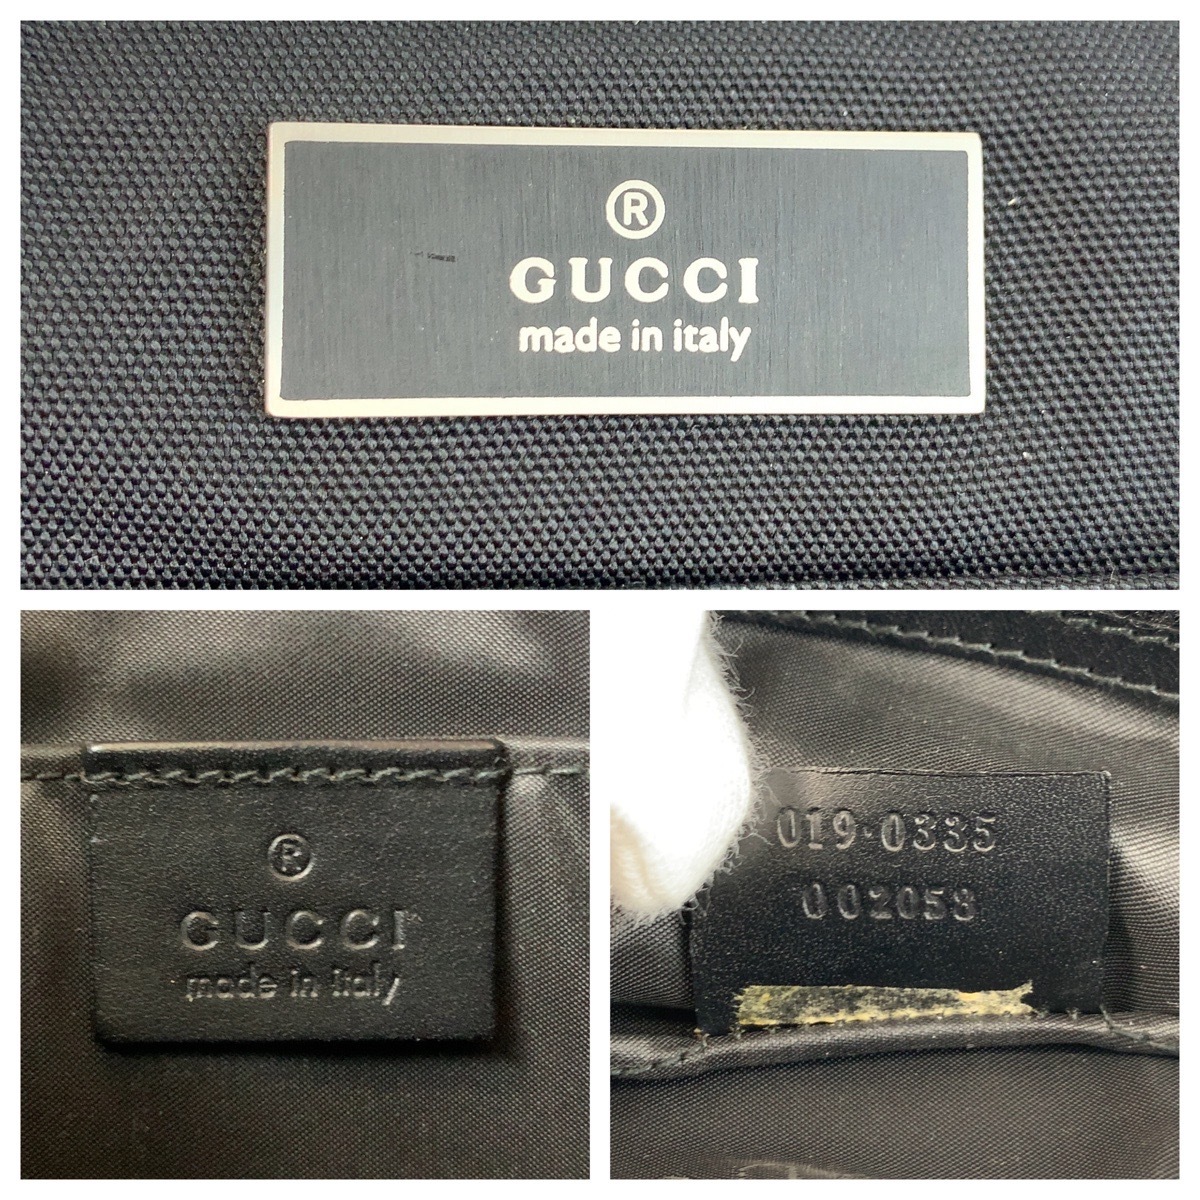 ®
GUCCI
made in italy
®
GUCCI
made in italy
019·0335
002058